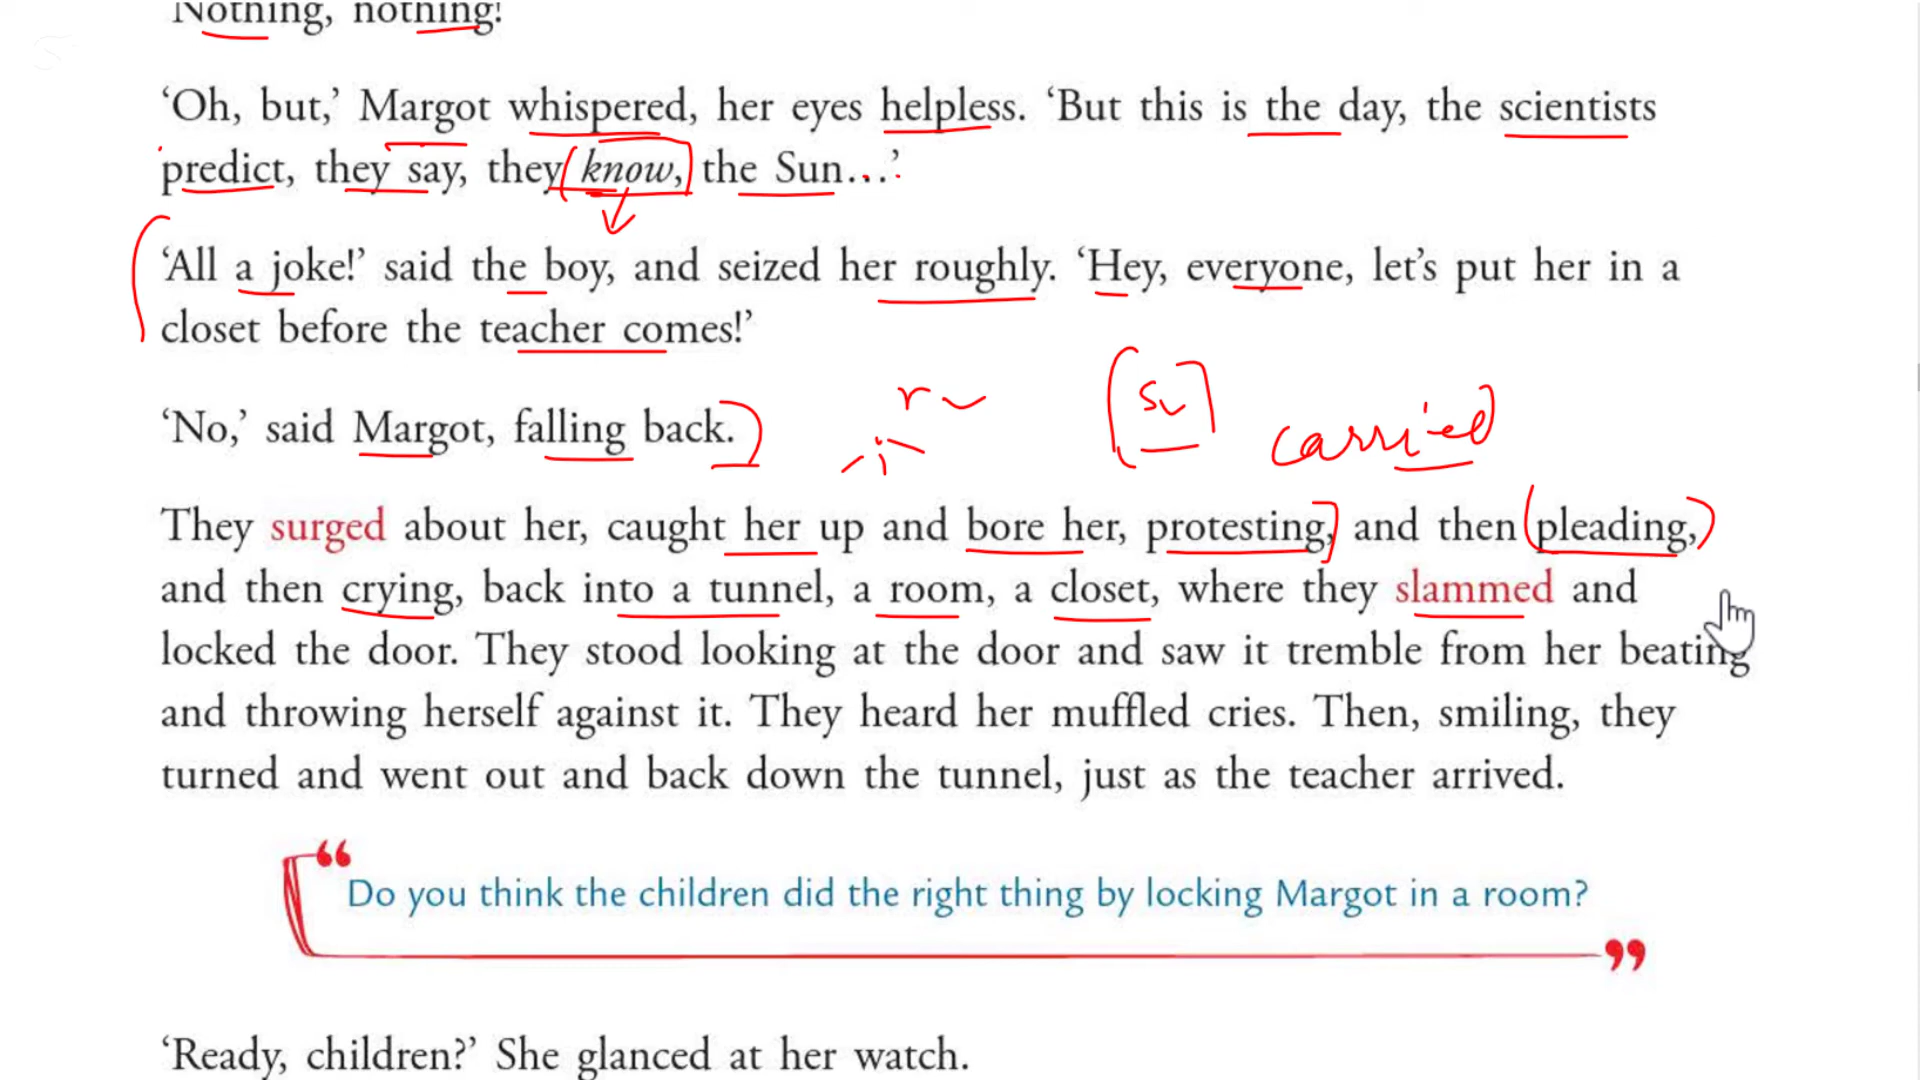 Nothing, nothing!
‘Oh, but,’ Margot whispered, her eyes helpless. ‘But this is the day, the scientists
predict, they say, they know, the Sun...’
‘All a joke!’ said the boy, and seized her roughly. ‘Hey, everyone, let’s put her in a
closet before the teacher comes!’
‘No,’ said Margot, falling back.
carried
They surged about her, caught her up and bore her, protesting, and then pleading,
and then crying, back into a tunnel, a room, a closet, where they slammed and
locked the door. They stood looking at the door and saw it tremble from her beating
and throwing herself against it. They heard her muffled cries. Then, smiling, they
turned and went out and back down the tunnel, just as the teacher arrived.
“Do you think the children did the right thing by locking Margot in a room?”
‘Ready, children?’ She glanced at her watch.